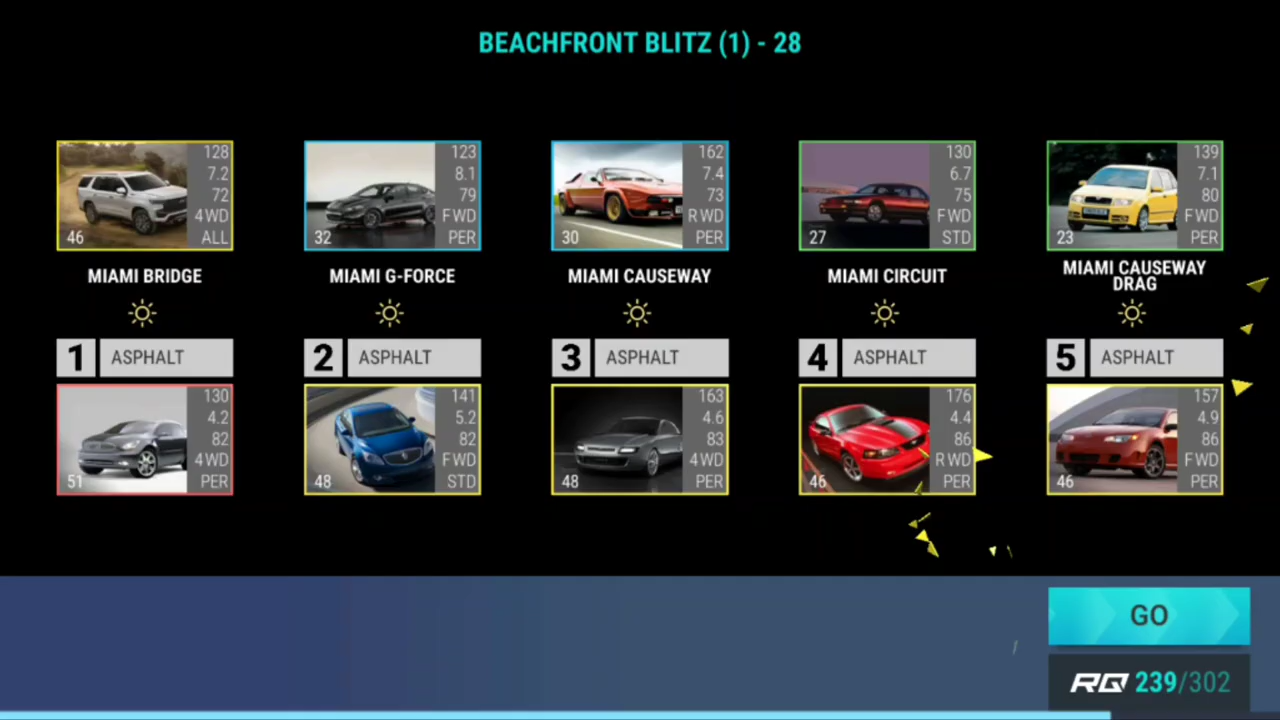 BEACHFRONT BLITZ (1) - 28
128
7.2
72
4WD
46 ALL
123
8.1
79
FWD
32 PER
162
7.4
73
RWD
30 PER
130
6.7
75
FWD
27 STD
139
7.1
80
FWD
23 PER
MIAMI BRIDGE
MIAMI G-FORCE
MIAMI CAUSEWAY
MIAMI CIRCUIT
MIAMI CAUSEWAY
DRAG
1 ASPHALT
2 ASPHALT
3 ASPHALT
4 ASPHALT
5 ASPHALT
130
4.2
82
4WD
51 PER
141
5.2
82
FWD
48 STD
163
4.6
83
4WD
48 PER
176
4.4
86
RWD
46 PER
157
4.9
86
FWD
46 PER
GO
RQ 239/302